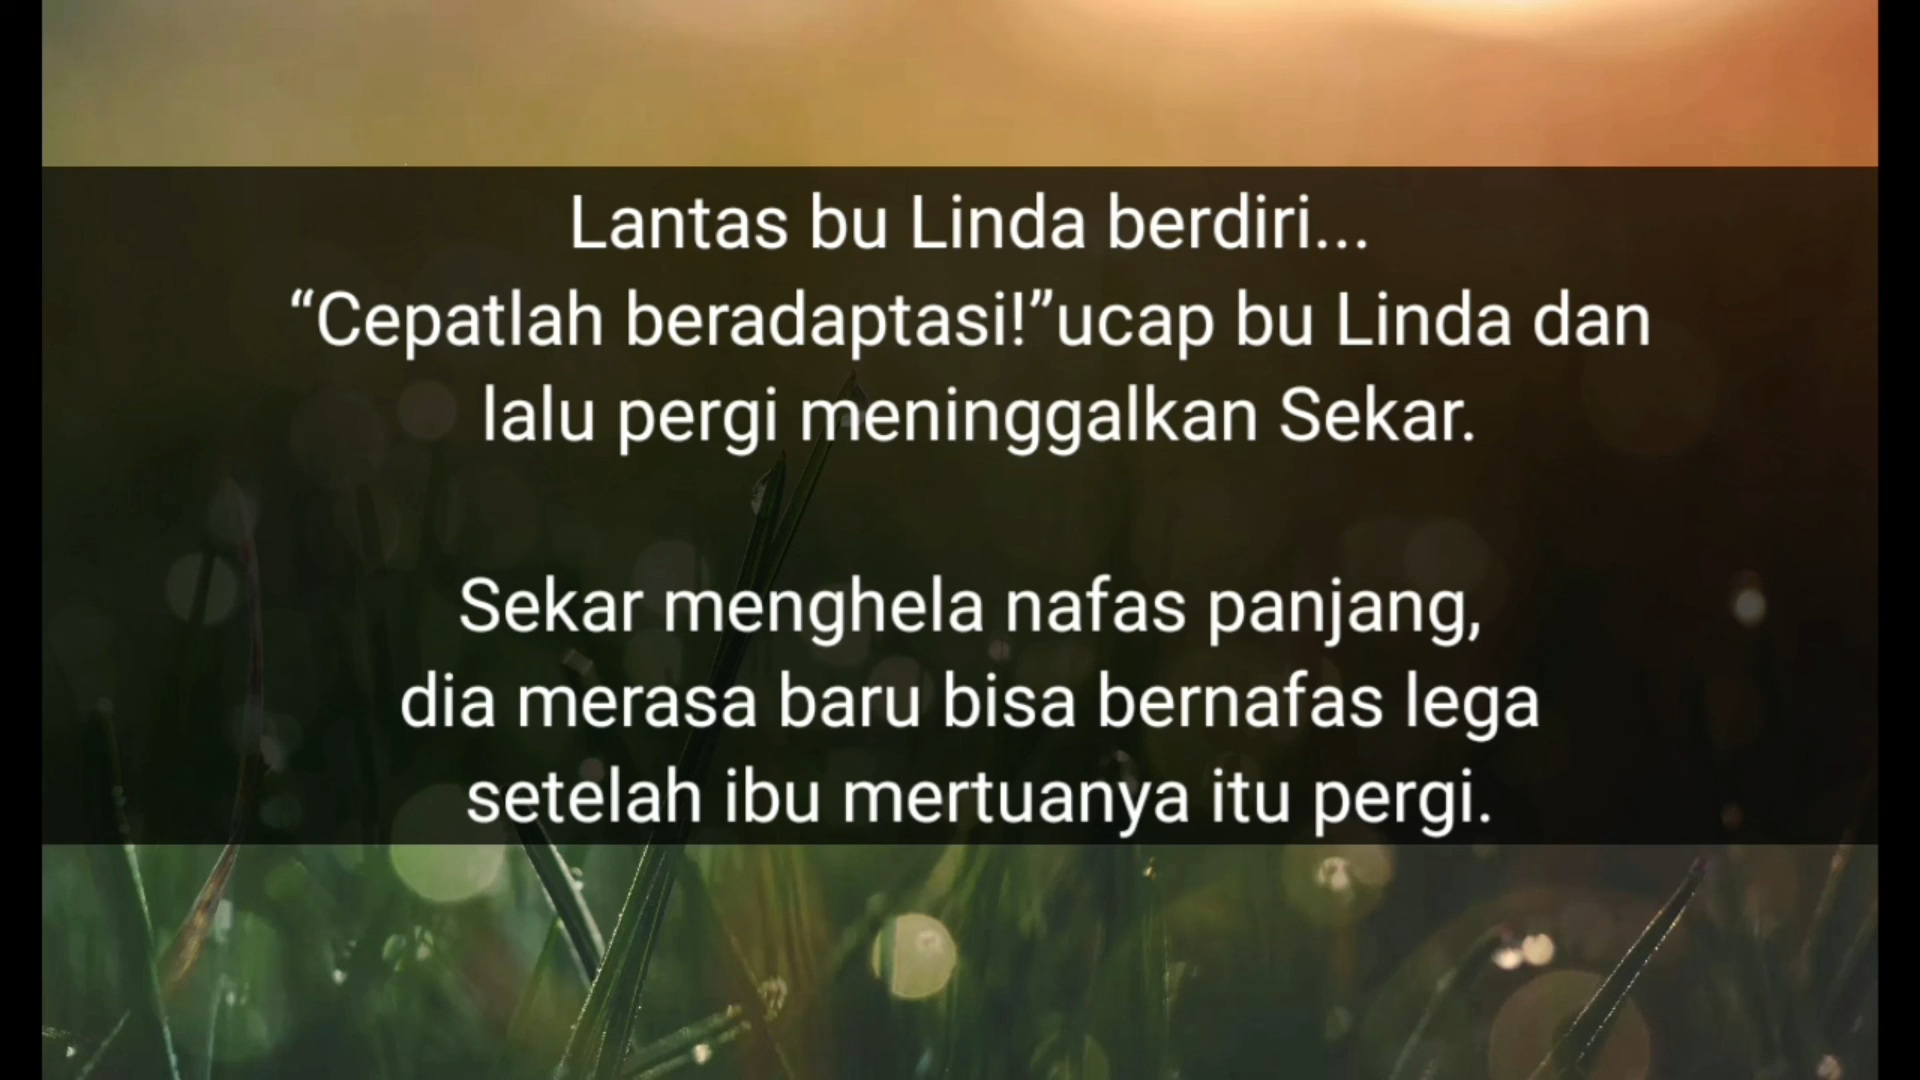 Lantas bu Linda berdiri...
“Cepatlah beradaptasi!”ucap bu Linda dan
lalu pergi meninggalkan Sekar.
Sekar menghela nafas panjang,
dia merasa baru bisa bernafas lega
setelah ibu mertuanya itu pergi.